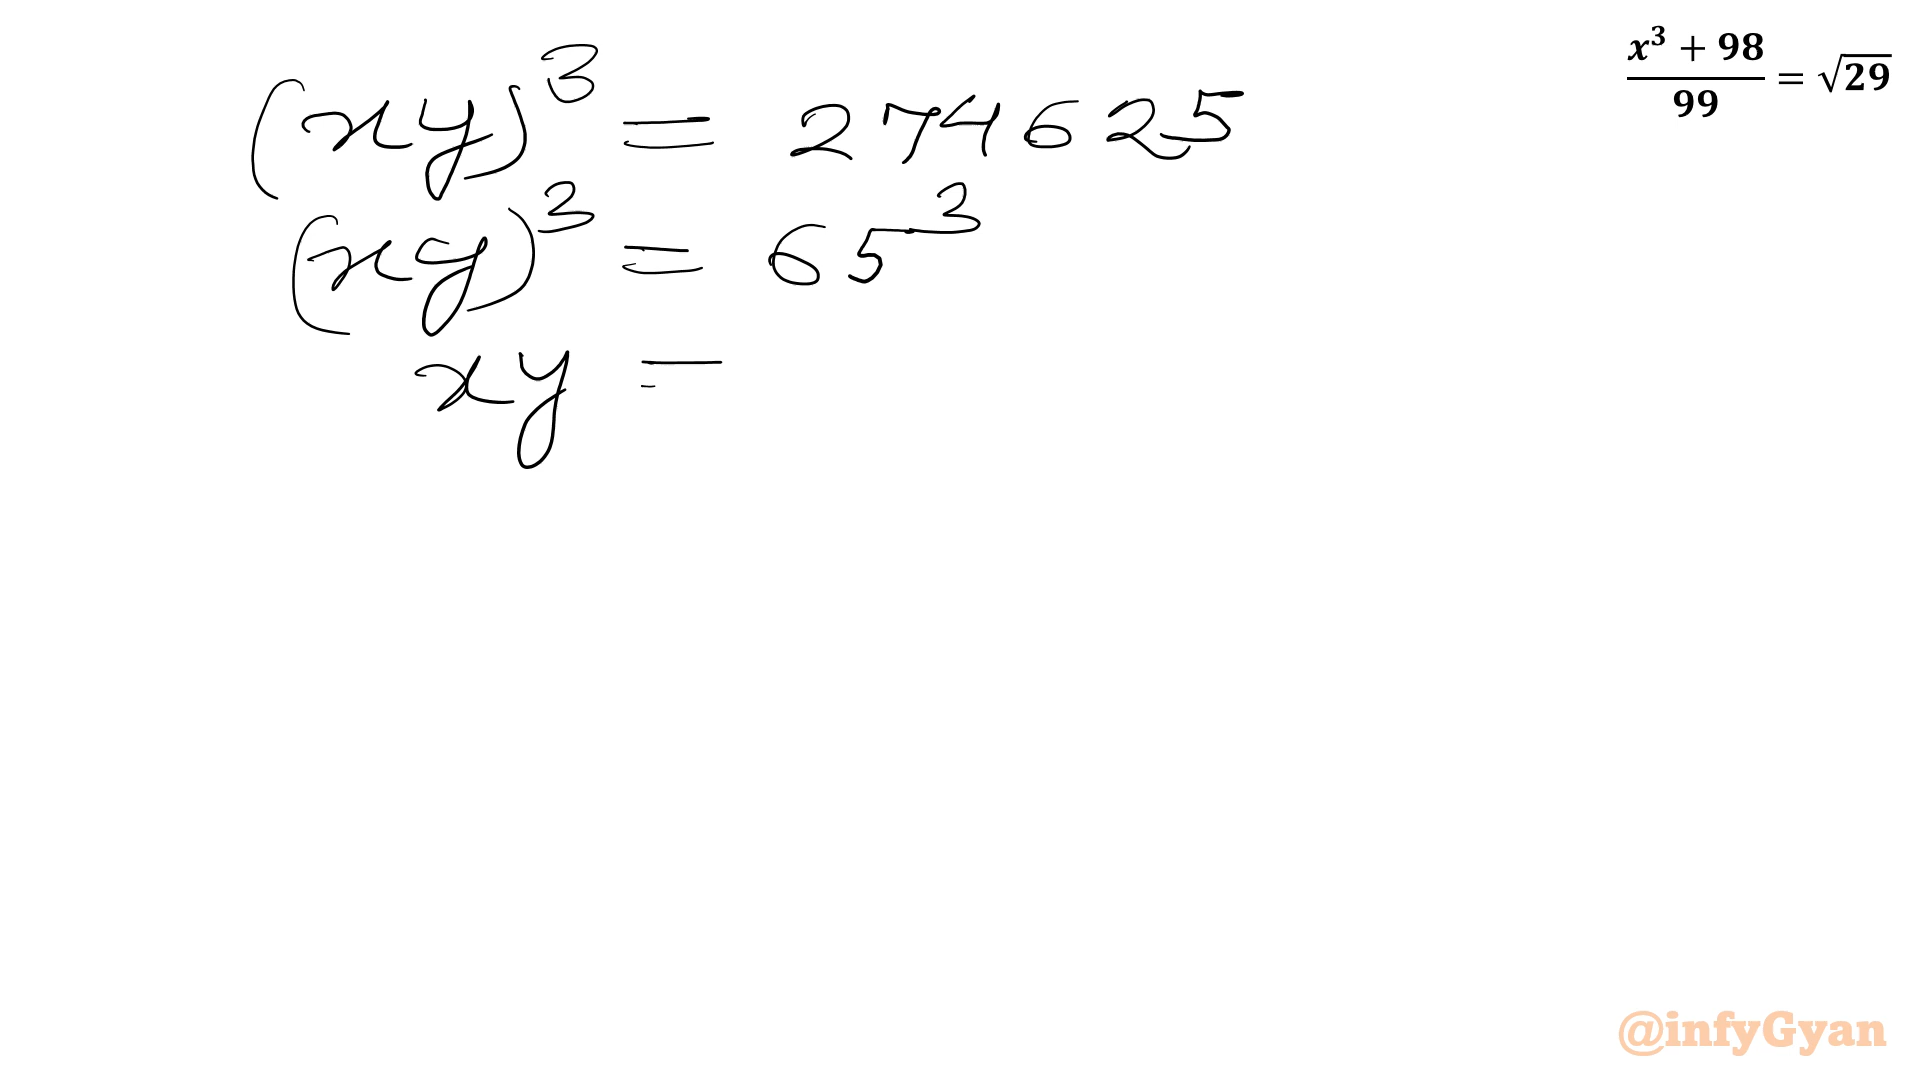 (xy)³ = 274625
(xy)³ = 65³
xy =
x³ + 98
99
= √29
@infyGyan